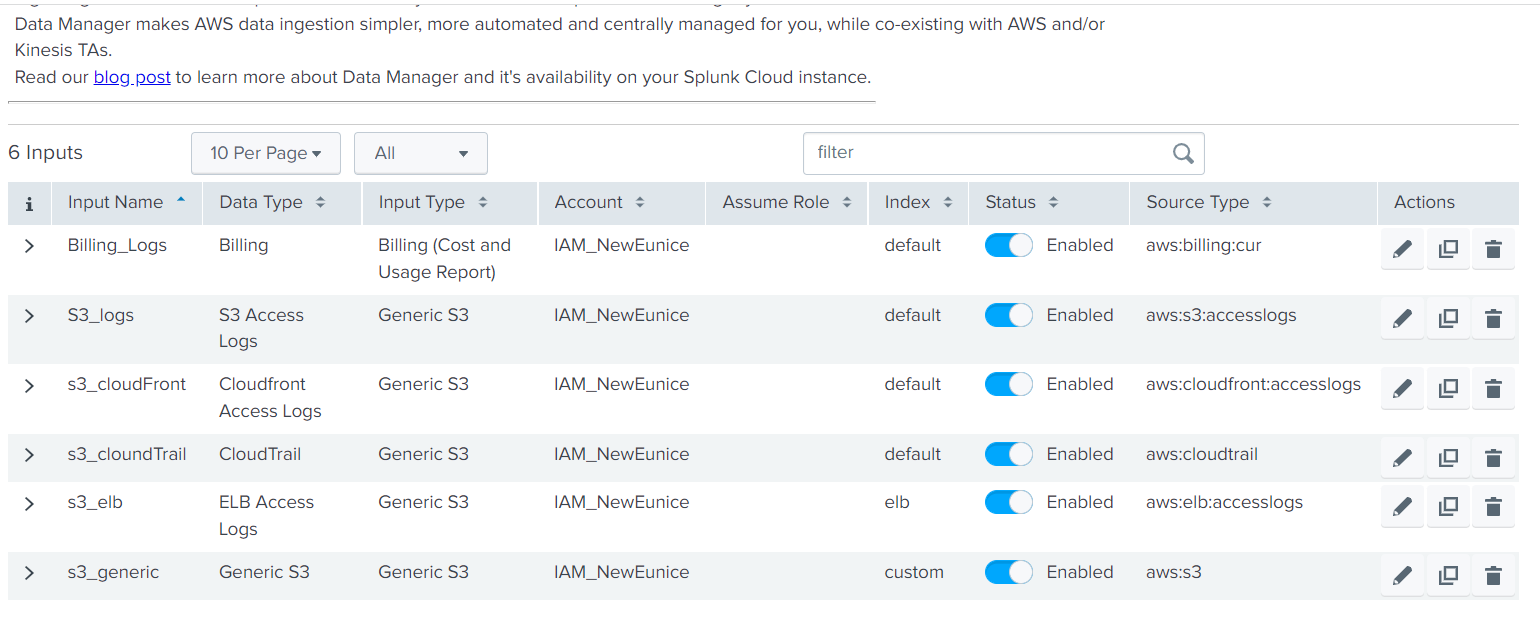 Data Manager makes AWS data ingestion simpler, more automated and centrally managed for you, while co-existing with AWS and/or
Kinesis TAs.
Read our blog post to learn more about Data Manager and it's availability on your Splunk Cloud instance.
6 Inputs 10 Per Page All filter
i Input Name Data Type Input Type Account Assume Role Index Status Source Type Actions
Billing_Logs Billing Billing (Cost and IAM_NewEunice default Enabled aws:billing:cur
Usage Report)
S3_logs S3 Access Generic S3 IAM_NewEunice default Enabled aws:s3:accesslogs
Logs
s3_cloudFront Cloudfront Generic S3 IAM_NewEunice default Enabled aws:cloudfront:accesslogs
Access Logs
s3_cloundTrail CloudTrail Generic S3 IAM_NewEunice default Enabled aws:cloudtrail
s3_elb ELB Access Generic S3 IAM_NewEunice elb Enabled aws:elb:accesslogs
Logs
s3_generic Generic S3 Generic S3 IAM_NewEunice custom Enabled aws:s3